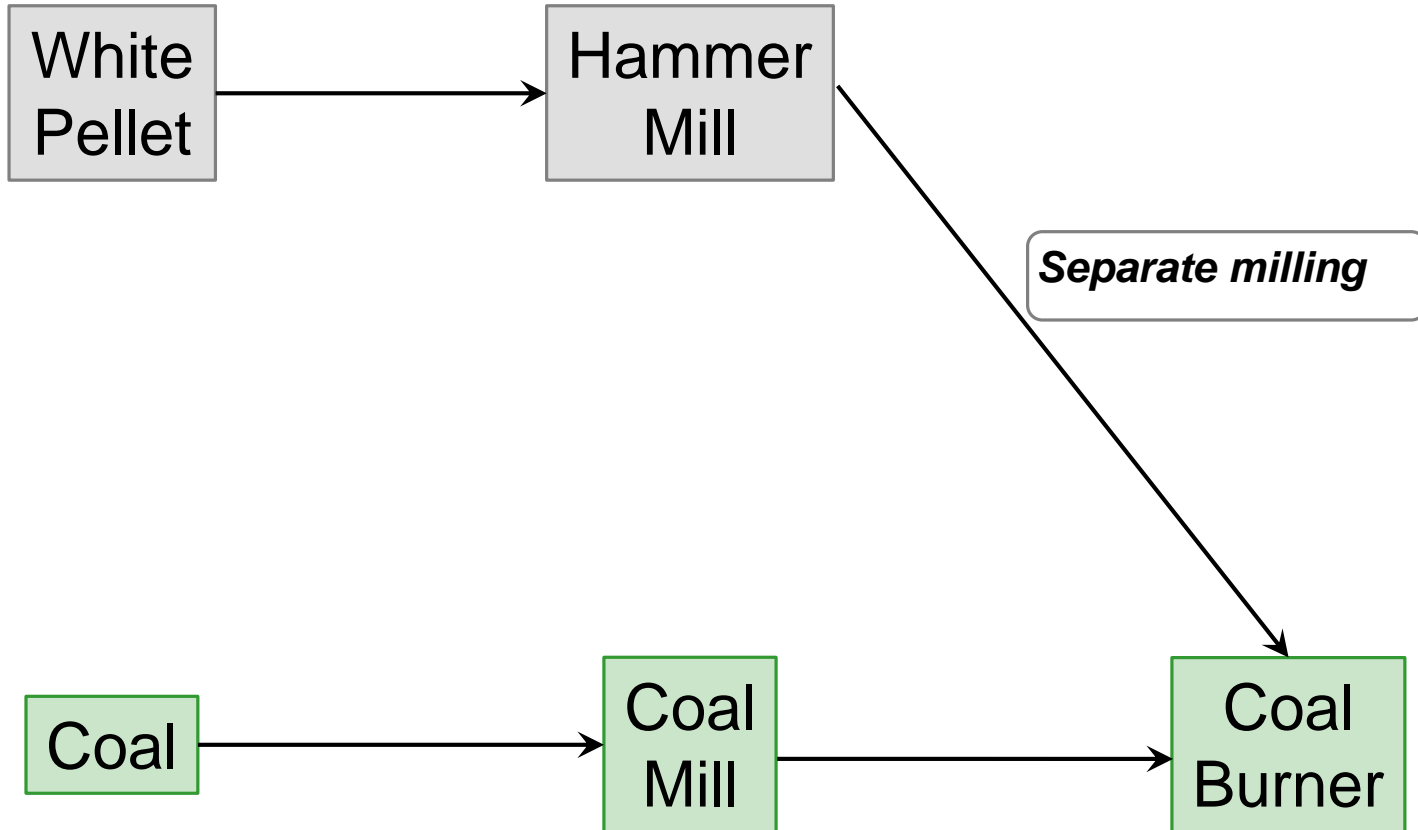 White
Pellet
Hammer
Mill
Separate milling
Coal
Coal
Mill
Coal
Burner